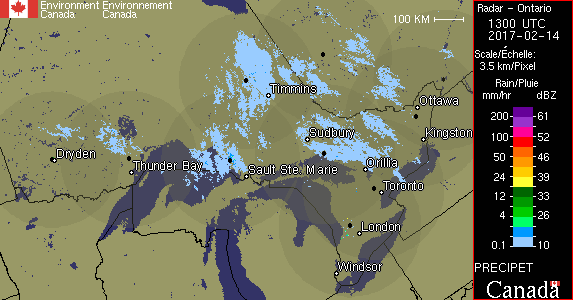 Environment Environnement
Canada Canada
100 KM
Timmins
Ottawa
Sudbury
Kingston
Dryden
Thunder Bay
Sault Ste. Marie
Orillia
Toronto
London
Windsor
Radar - Ontario
1300 UTC
2017-02-14
Scale/Échelle:
3.5 km/Pixel
Rain/Pluie
mm/hr dBZ
200 61
100 52
50 46
24 39
12 33
4 26
0.1 10
PRECIPET
Canada